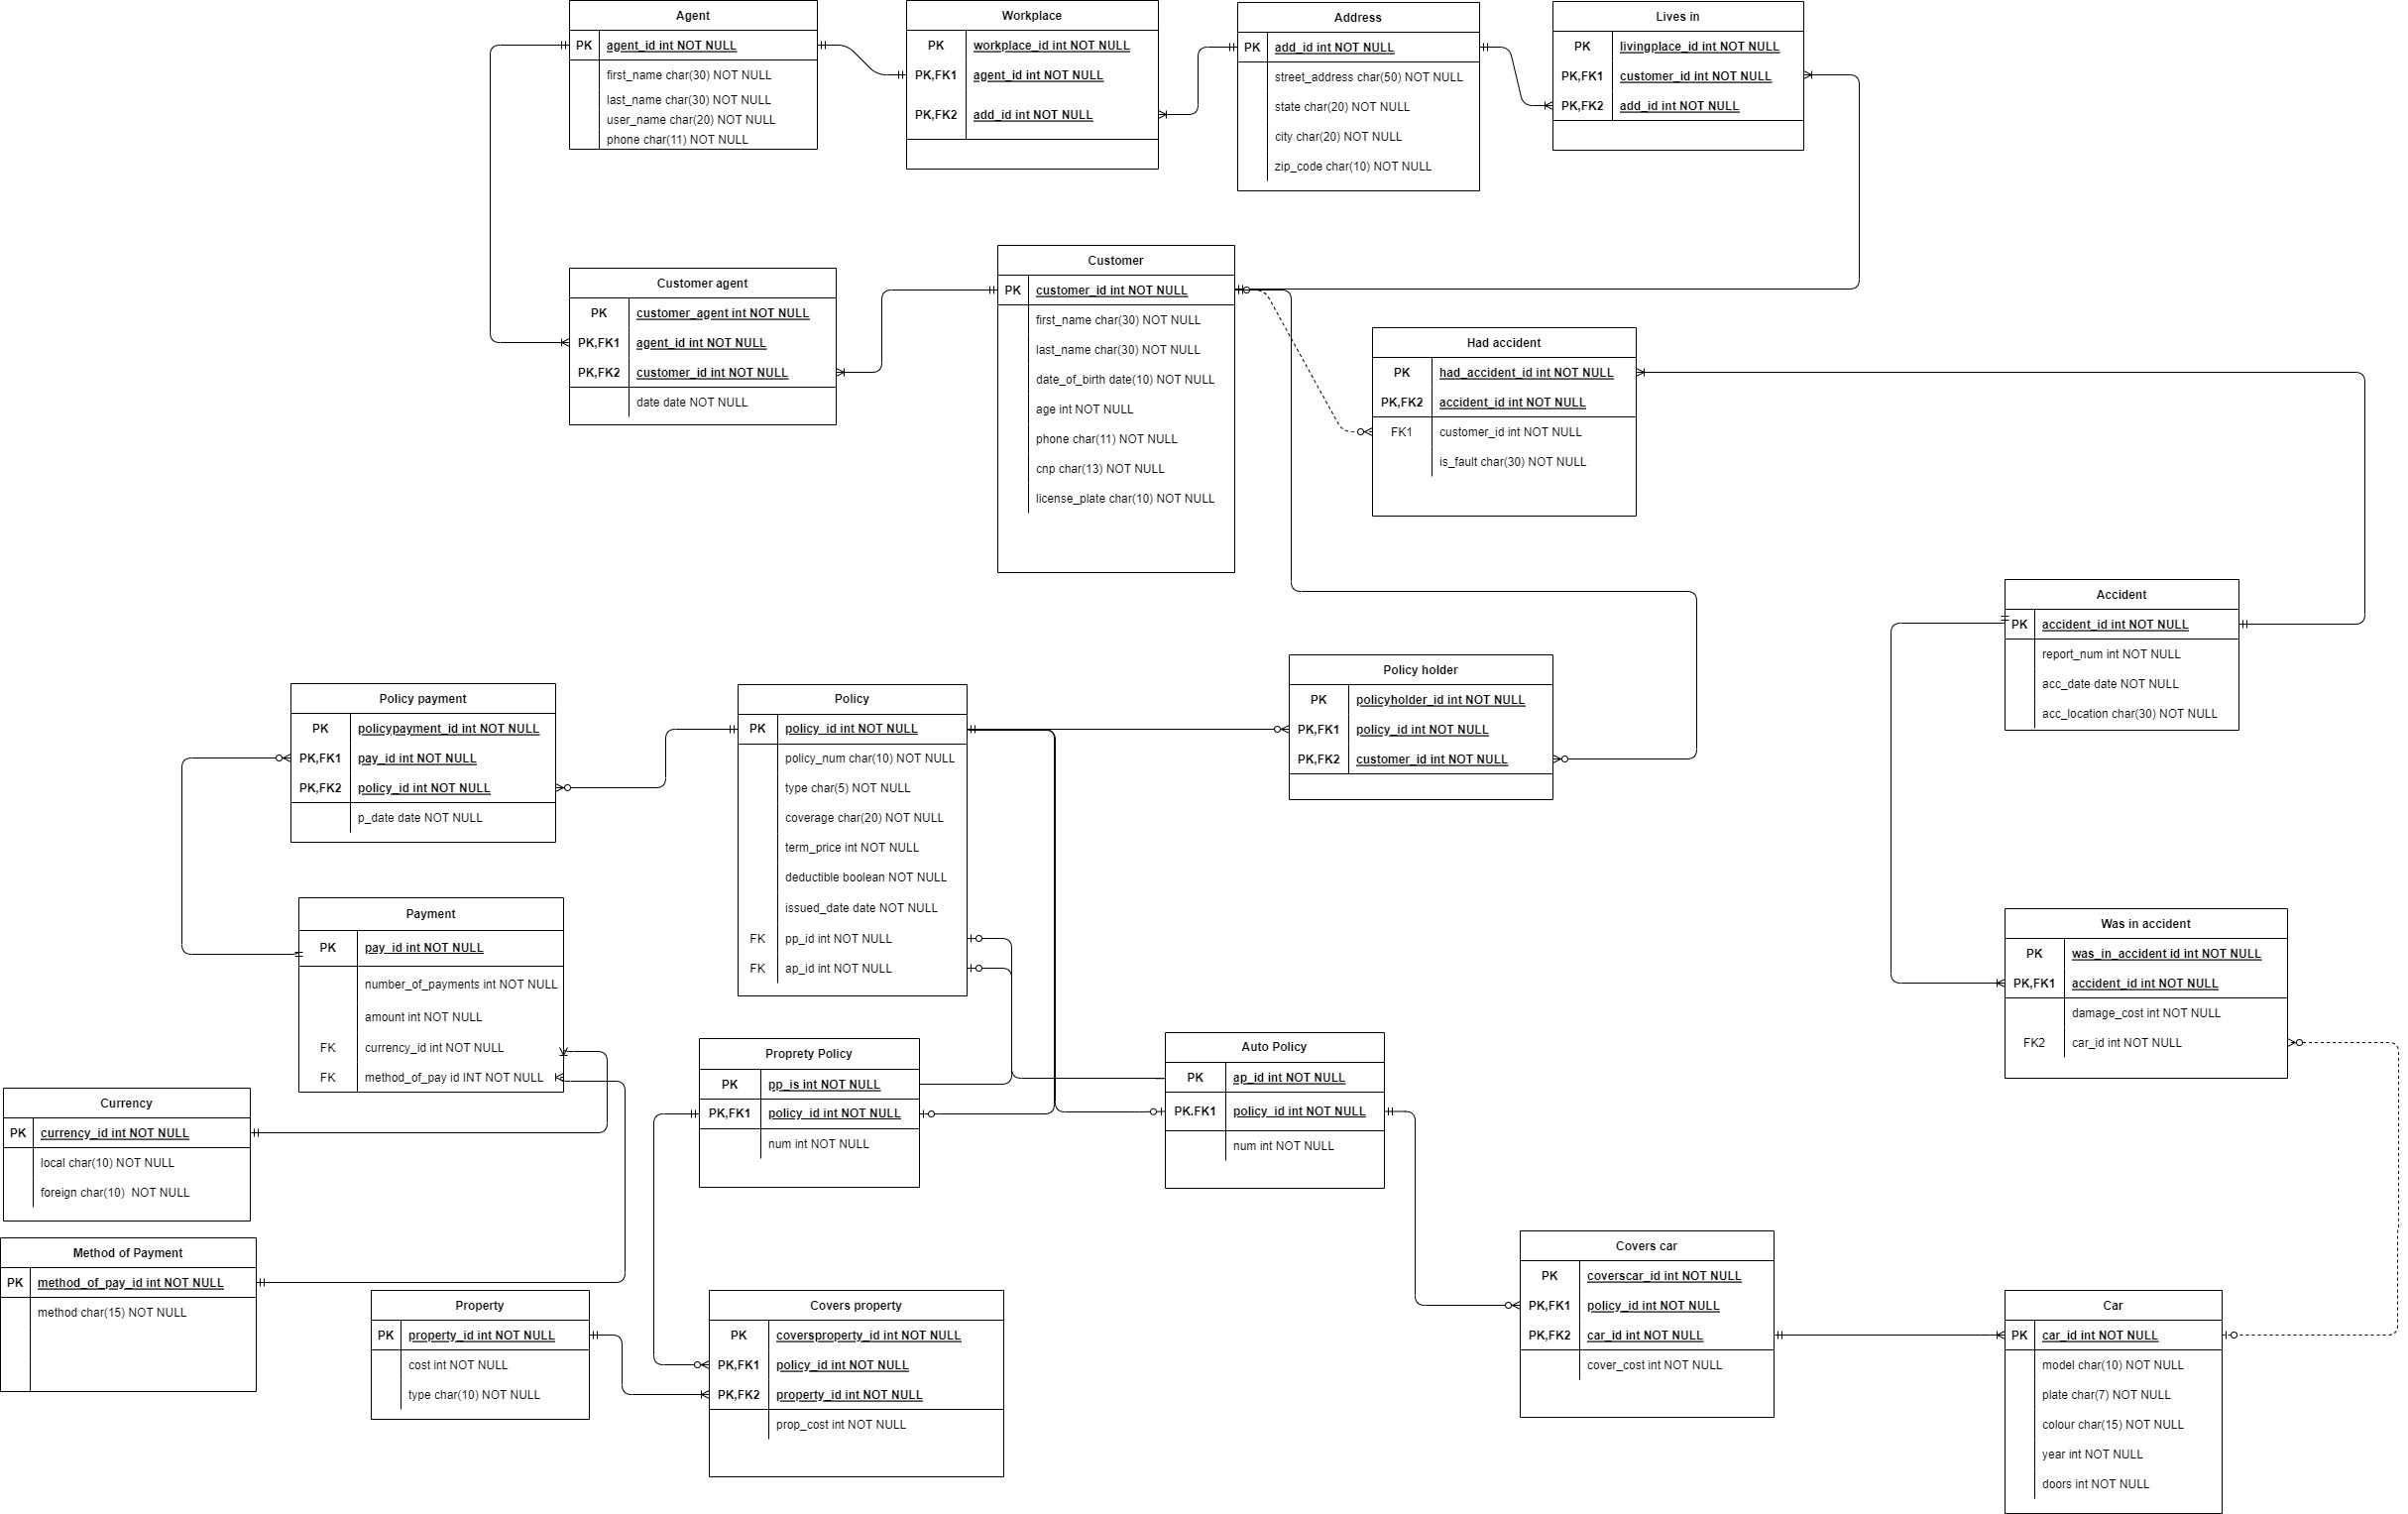 Agent
PK agent_id int NOT NULL
first_name char(30) NOT NULL
last_name char(30) NOT NULL
user_name char(20) NOT NULL
phone char(11) NOT NULL
Workplace
PK workplace_id int NOT NULL
PK,FK1 agent_id int NOT NULL
PK,FK2 add_id int NOT NULL
Address
PK add_id int NOT NULL
street_address char(50) NOT NULL
state char(20) NOT NULL
city char(20) NOT NULL
zip_code char(10) NOT NULL
Lives in
PK livingplace_id int NOT NULL
PK,FK1 customer_id int NOT NULL
PK,FK2 add_id int NOT NULL
Customer agent
PK customer_agent int NOT NULL
PK,FK1 agent_id int NOT NULL
PK,FK2 customer_id int NOT NULL
date date NOT NULL
Customer
PK customer_id int NOT NULL
first_name char(30) NOT NULL
last_name char(30) NOT NULL
date_of_birth date(10) NOT NULL
age int NOT NULL
phone char(11) NOT NULL
cnp char(13) NOT NULL
license_plate char(10) NOT NULL
Had accident
PK had_accident_id int NOT NULL
PK,FK2 accident_id int NOT NULL
FK1 customer_id int NOT NULL
is_fault char(30) NOT NULL
Accident
PK accident_id int NOT NULL
report_num int NOT NULL
acc_date date NOT NULL
acc_location char(30) NOT NULL
Policy payment
PK policypayment_id int NOT NULL
PK,FK1 pay_id int NOT NULL
PK,FK2 policy_id int NOT NULL
p_date date NOT NULL
Policy
PK policy_id int NOT NULL
policy_num char(10) NOT NULL
type char(5) NOT NULL
coverage char(20) NOT NULL
term_price int NOT NULL
deductible boolean NOT NULL
issued_date date NOT NULL
FK pp_id int NOT NULL
FK ap_id int NOT NULL
Policy holder
PK policyholder_id int NOT NULL
PK,FK1 policy_id int NOT NULL
PK,FK2 customer_id int NOT NULL
Payment
PK pay_id int NOT NULL
number_of_payments int NOT NULL
amount int NOT NULL
FK currency_id int NOT NULL
FK method_of_pay id INT NOT NULL
Was in accident
PK was_in_accident id int NOT NULL
PK,FK1 accident_id int NOT NULL
damage_cost int NOT NULL
FK2 car_id int NOT NULL
Proprety Policy
PK pp_is int NOT NULL
PK,FK1 policy_id int NOT NULL
num int NOT NULL
Auto Policy
PK ap_id int NOT NULL
PK.FK1 policy_id int NOT NULL
num int NOT NULL
Currency
PK currency_id int NOT NULL
local char(10) NOT NULL
foreign char(10) NOT NULL
Method of Payment
PK method_of_pay_id int NOT NULL
method char(15) NOT NULL
Property
PK property_id int NOT NULL
cost int NOT NULL
type char(10) NOT NULL
Covers property
PK coversproperty_id int NOT NULL
PK,FK1 policy_id int NOT NULL
PK,FK2 property_id int NOT NULL
prop_cost int NOT NULL
Covers car
PK coverscar_id int NOT NULL
PK,FK1 policy_id int NOT NULL
PK,FK2 car_id int NOT NULL
cover_cost int NOT NULL
Car
PK car_id int NOT NULL
model char(10) NOT NULL
plate char(7) NOT NULL
colour char(15) NOT NULL
year int NOT NULL
doors int NOT NULL